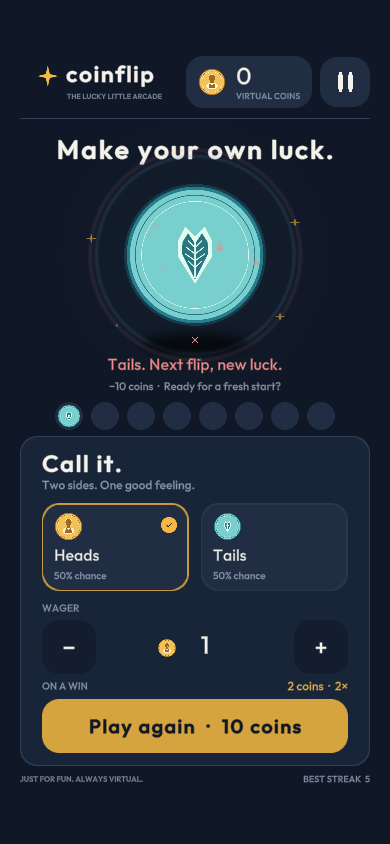 coinflip
THE LUCKY LITTLE ARCADE
0
VIRTUAL COINS
Make your own luck.
Tails. Next flip, new luck.
−10 coins · Ready for a fresh start?
Call it.
Two sides. One good feeling.
Heads
50% chance
Tails
50% chance
WAGER
− 1 +
ON A WIN
2 coins · 2×
Play again · 10 coins
JUST FOR FUN. ALWAYS VIRTUAL.
BEST STREAK 5